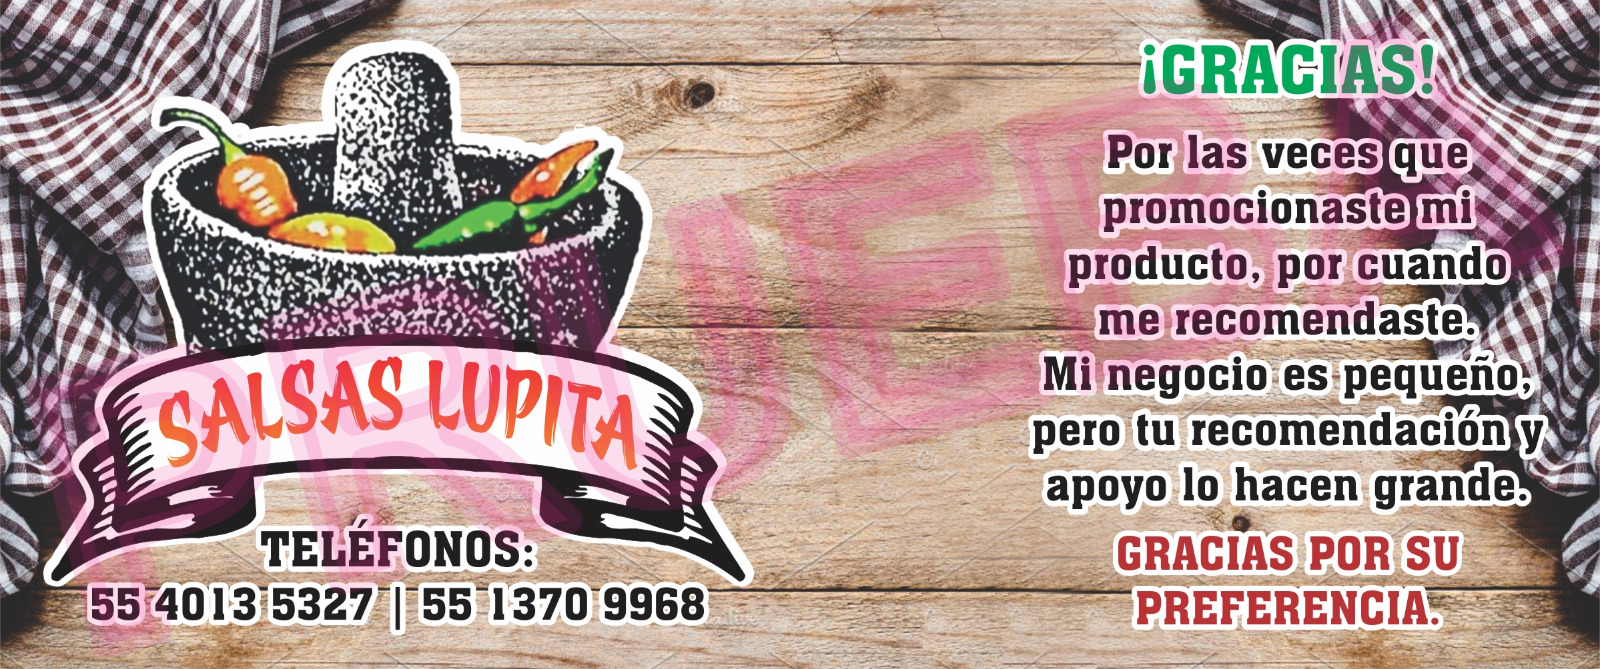 SALSAS LUPITA
TELÉFONOS:
55 4013 5327 | 55 1370 9968
¡GRACIAS!
Por las veces que
promocionaste mi
producto, por cuando
me recomendaste.
Mi negocio es pequeño,
pero tu recomendación y
apoyo lo hacen grande.
GRACIAS POR SU
PREFERENCIA.
PRUEBA